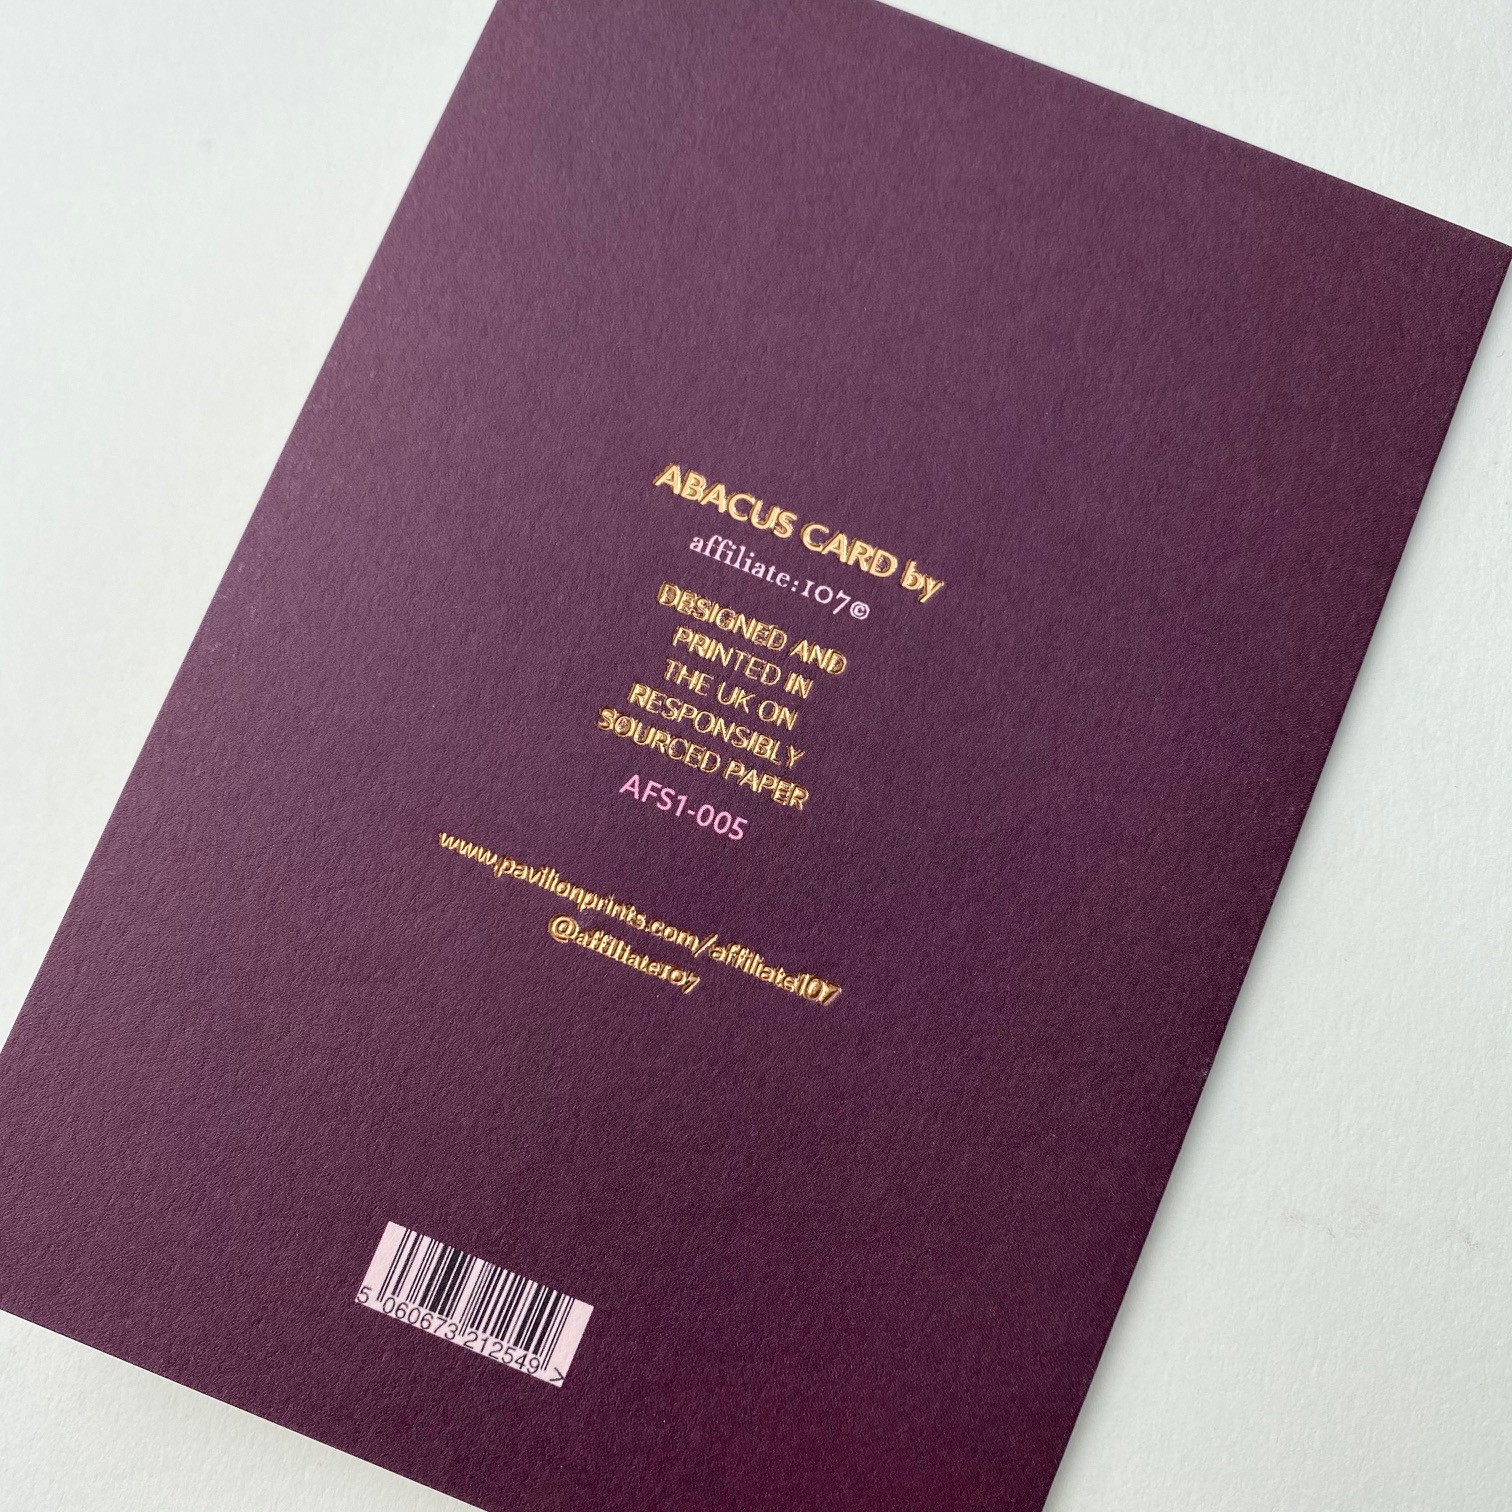 ABACUS CARD by
affiliate:107©
DESIGNED AND
PRINTED IN
THE UK ON
RESPONSIBLY
SOURCED PAPER
AFS1-005
www.pavilionprints.com/affiliate107
@affiliate107
5 060673 212549 >